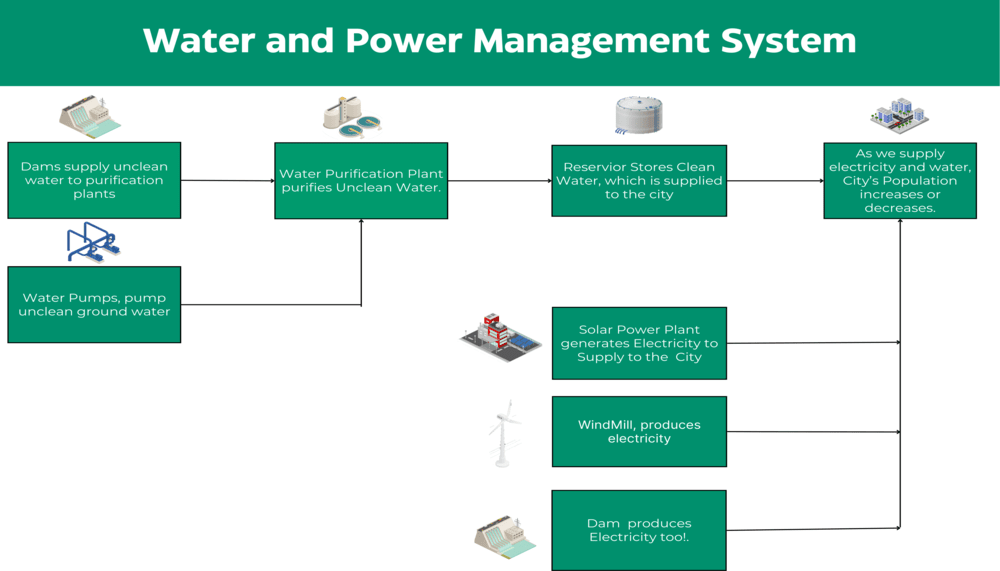 Water and Power Management System
Dams supply unclean
water to purification
plants
Water Purification Plant
purifies Unclean Water.
Reservior Stores Clean
Water, which is supplied
to the city
As we supply
electricity and water,
City's Population
increases or
decreases.
Water Pumps, pump
unclean ground water
Solar Power Plant
generates Electricity to
Supply to the City
WindMill, produces
electricity
Dam produces
Electricity too!.